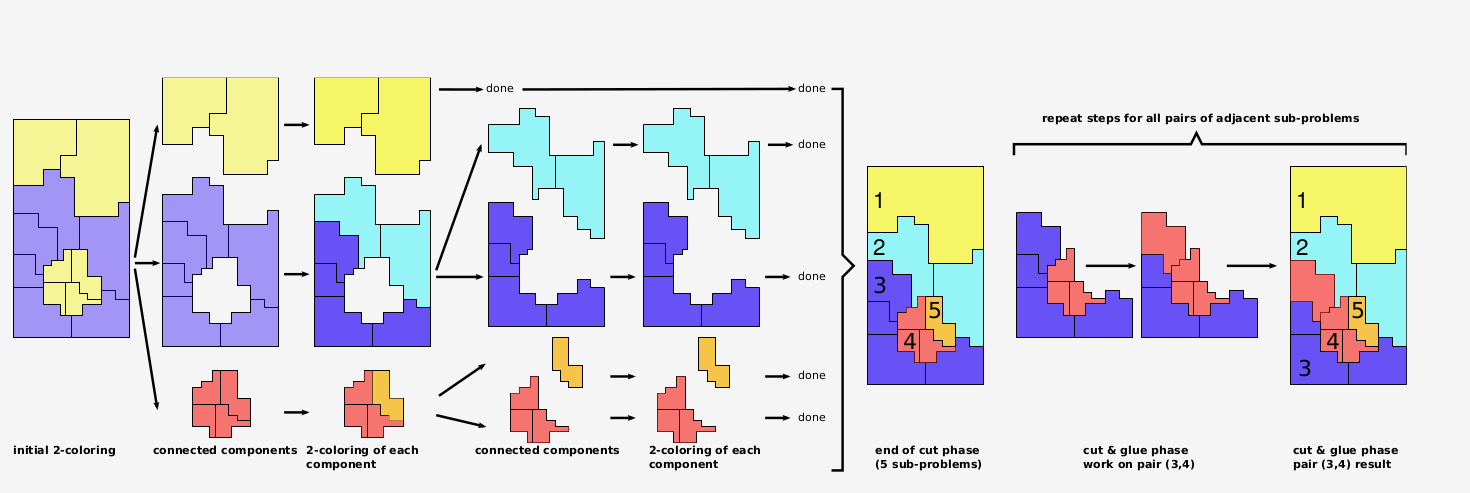 done
done
done
repeat steps for all pairs of adjacent sub-problems
done
done
done
1
2
3
5
4
1
2
5
4
3
initial 2-coloring
connected components
2-coloring of each
component
connected components
2-coloring of each
component
end of cut phase
(5 sub-problems)
cut & glue phase
work on pair (3,4)
cut & glue phase
pair (3,4) result